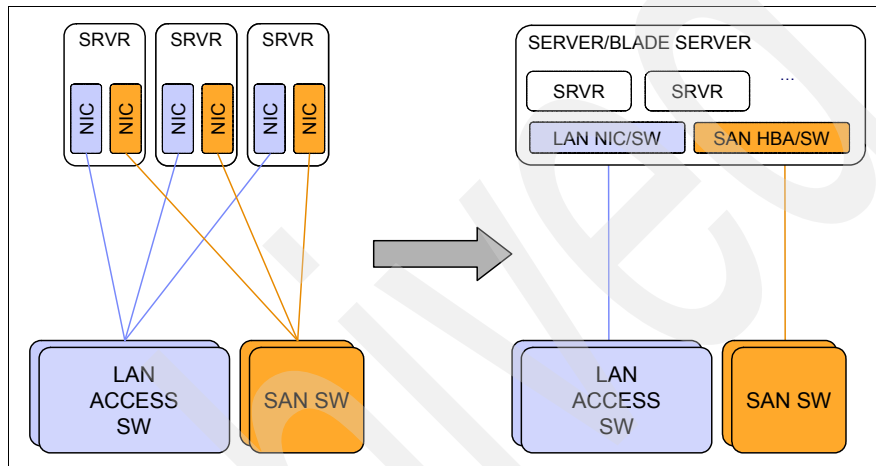 SRVR
SRVR
SRVR
NIC
NIC
NIC
NIC
NIC
NIC
LAN
ACCESS
SW
SAN SW
SERVER/BLADE SERVER
SRVR
SRVR
...
LAN NIC/SW
SAN HBA/SW
LAN
ACCESS
SW
SAN SW